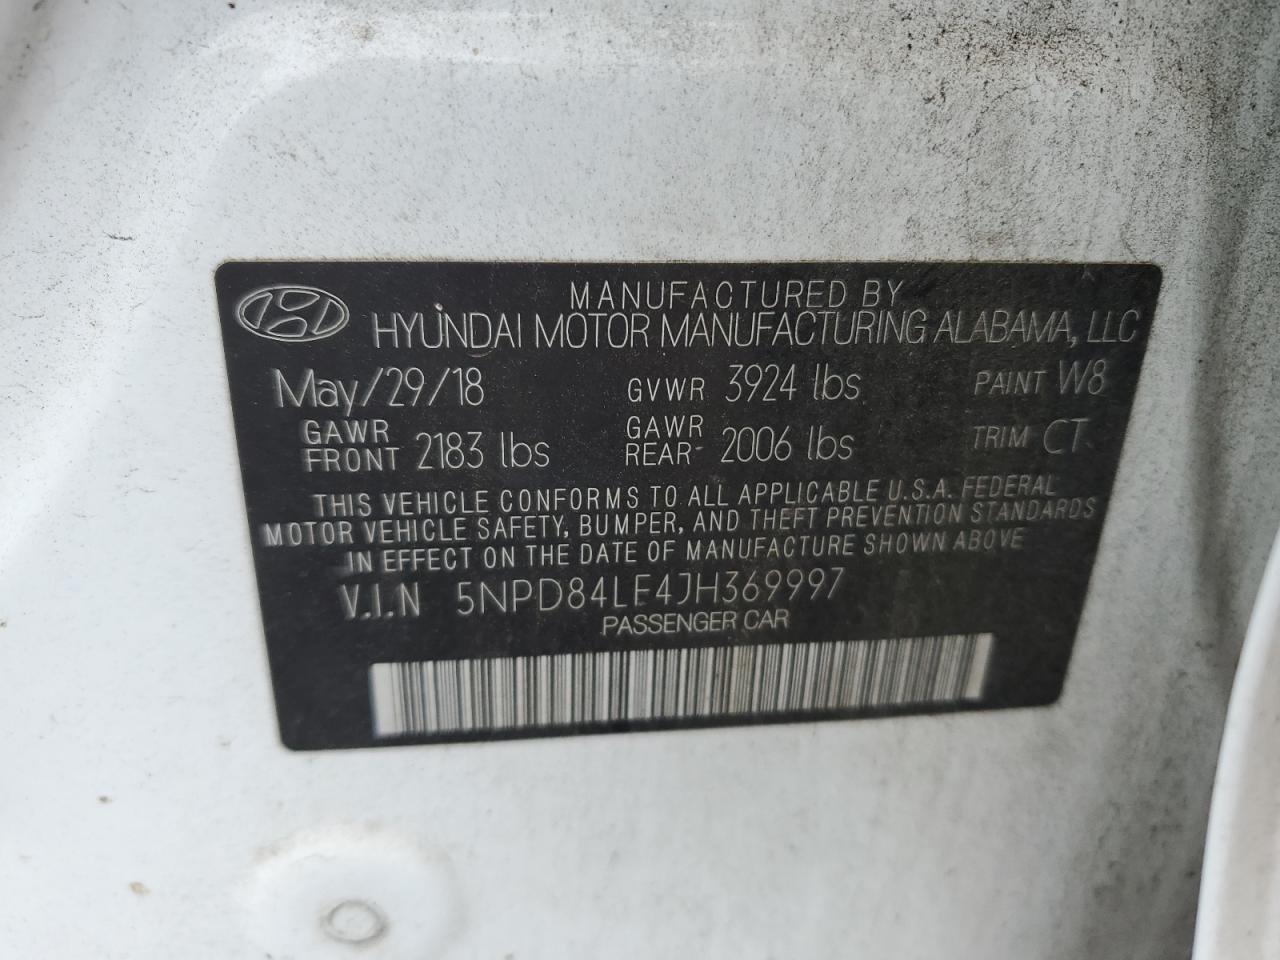 MANUFACTURED BY
HYUNDAI MOTOR MANUFACTURING ALABAMA, LLC
May/29/18 GVWR 3924 lbs PAINT W8
GAWR FRONT 2183 lbs GAWR REAR 2006 lbs TRIM CT
THIS VEHICLE CONFORMS TO ALL APPLICABLE U.S.A. FEDERAL
MOTOR VEHICLE SAFETY, BUMPER, AND THEFT PREVENTION STANDARDS
IN EFFECT ON THE DATE OF MANUFACTURE SHOWN ABOVE
V.I.N 5NPD84LF4JH369997
PASSENGER CAR